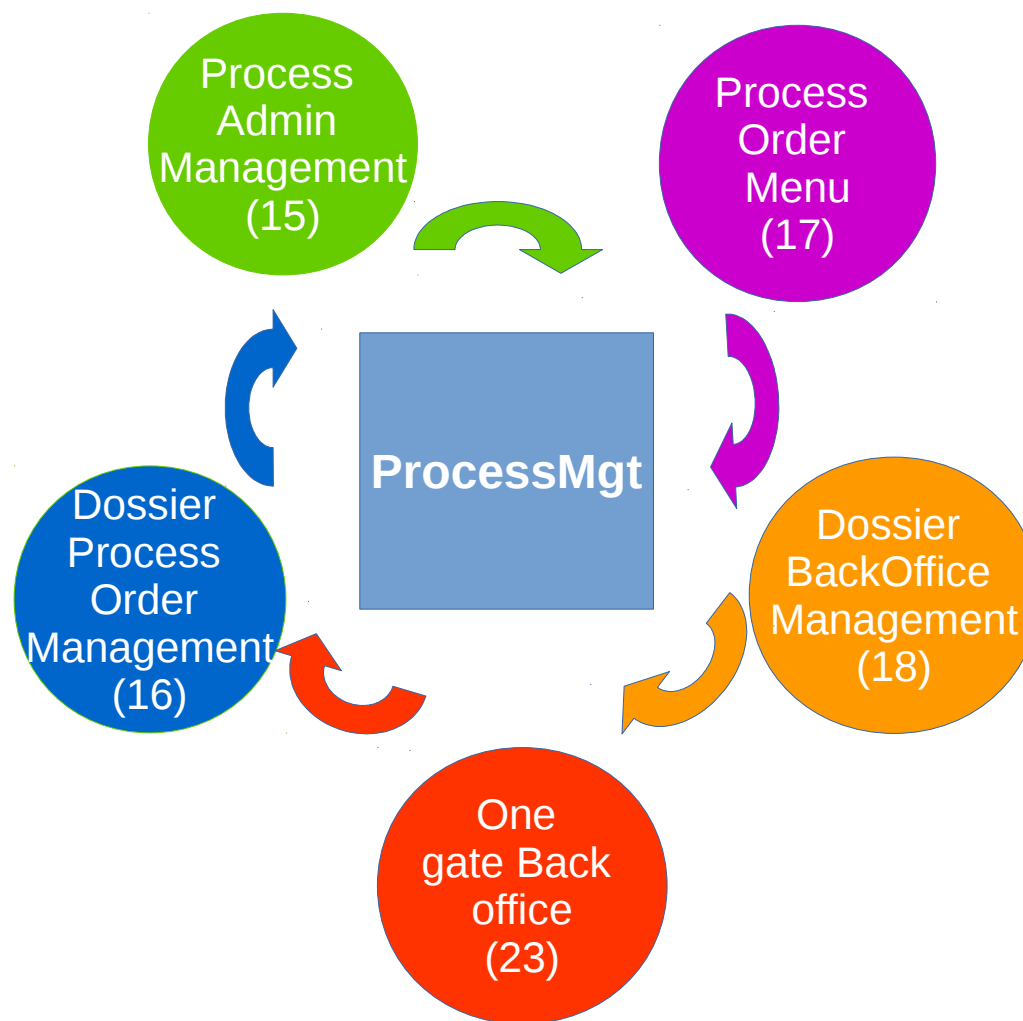 Process
Admin
Management
(15)
Process
Order
Menu
(17)
ProcessMgt
Dossier
Process
Order
Management
(16)
Dossier
BackOffice
Management
(18)
One
gate Back
office
(23)